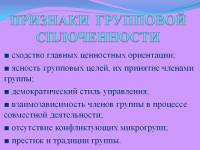 ПРИЗНАКИ ГРУППОВОЙ
СПЛОЧЕННОСТИ
■ сходство главных ценностных ориентации;
■ ясность групповых целей, их принятие членами
группы;
■ демократический стиль управления;
■ взаимозависимость членов группы в процессе
совместной деятельности;
■ отсутствие конфликтующих микрогрупп;
■ престиж и традиции группы.